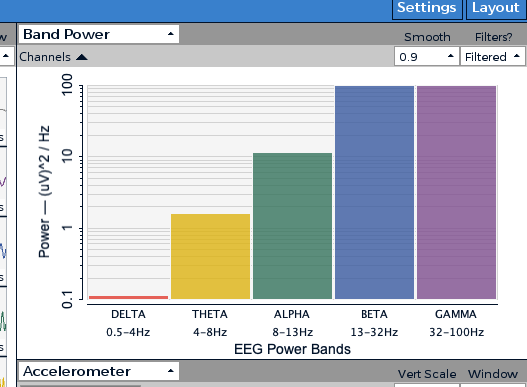 Settings
Layout
Band Power
Smooth
Filters?
Channels
0.9
Filtered
100
10
1
0.1
Power — (uV)^2 / Hz
DELTA THETA ALPHA BETA GAMMA
0.5-4Hz 4-8Hz 8-13Hz 13-32Hz 32-100Hz
EEG Power Bands
Accelerometer
Vert Scale
Window